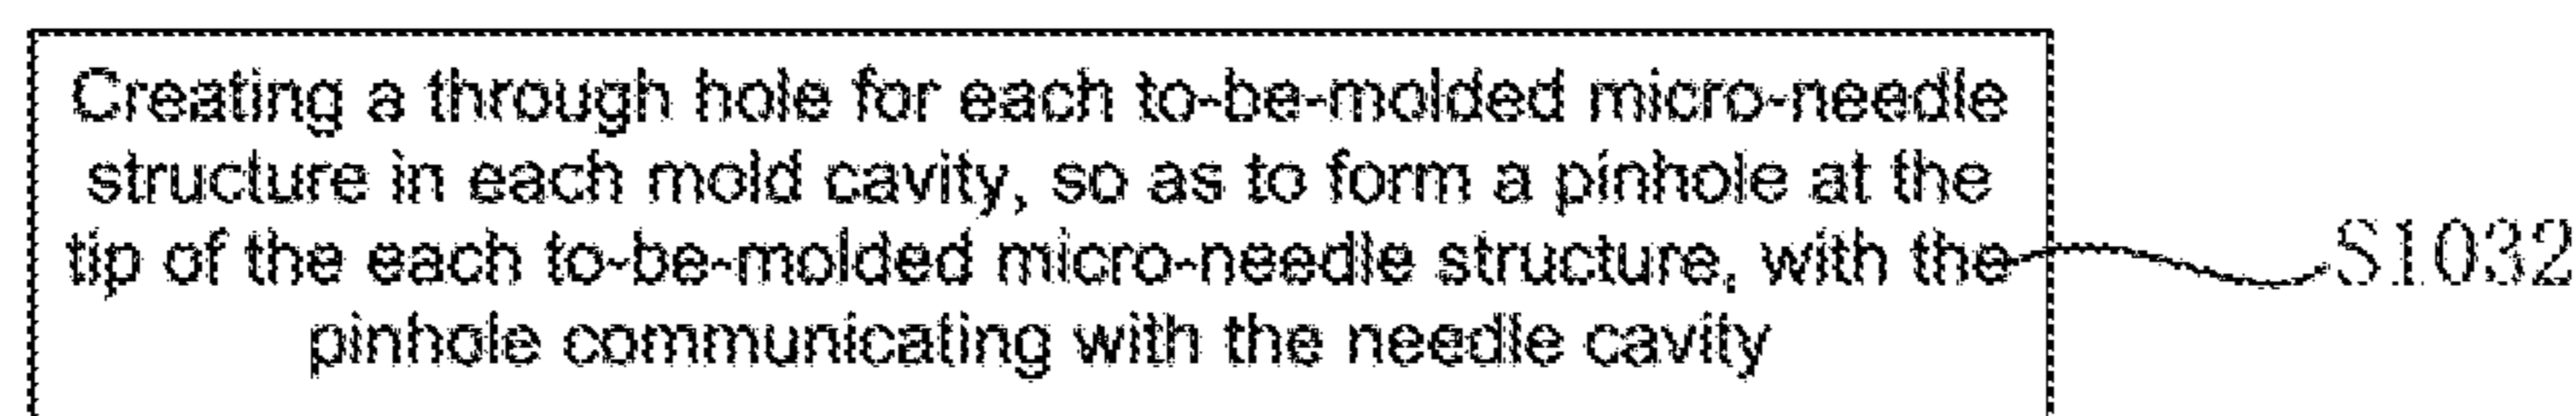 Creating a through hole for each to-be-molded micro-needle
structure in each mold cavity, so as to form a pinhole at the
tip of the each to-be-molded micro-needle structure, with the
pinhole communicating with the needle cavity
S1032